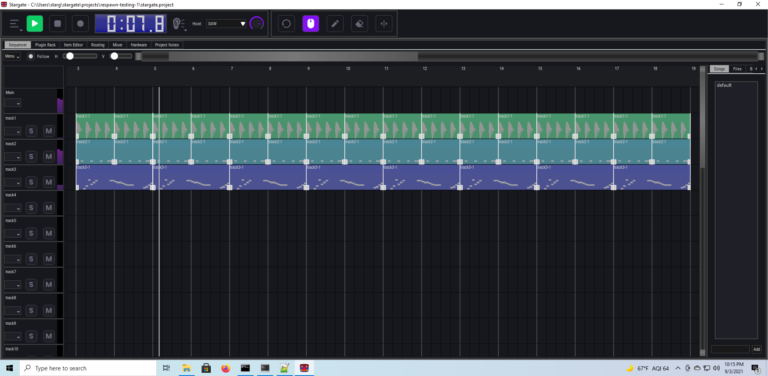 Stargate - C:\Users\starg\stargate\projects\respawn-testing-1\stargate.project
0:01.8
Host: DAW
Sequencer Plugin Rack Item Editor Routing Mixer Hardware Project Notes
Menu Follow H V
Songs Files
3 4 5 6 7 8 9 10 11 12 13 14 15 16 17 18 19
default
Main
track1
S M
track2
S M
track3
S M
track4
S M
track5
S M
track6
S M
track7
S M
track8
S M
track9
S M
track10
Add
Type here to search
67°F AQI 64
10:15 PM
9/3/2021